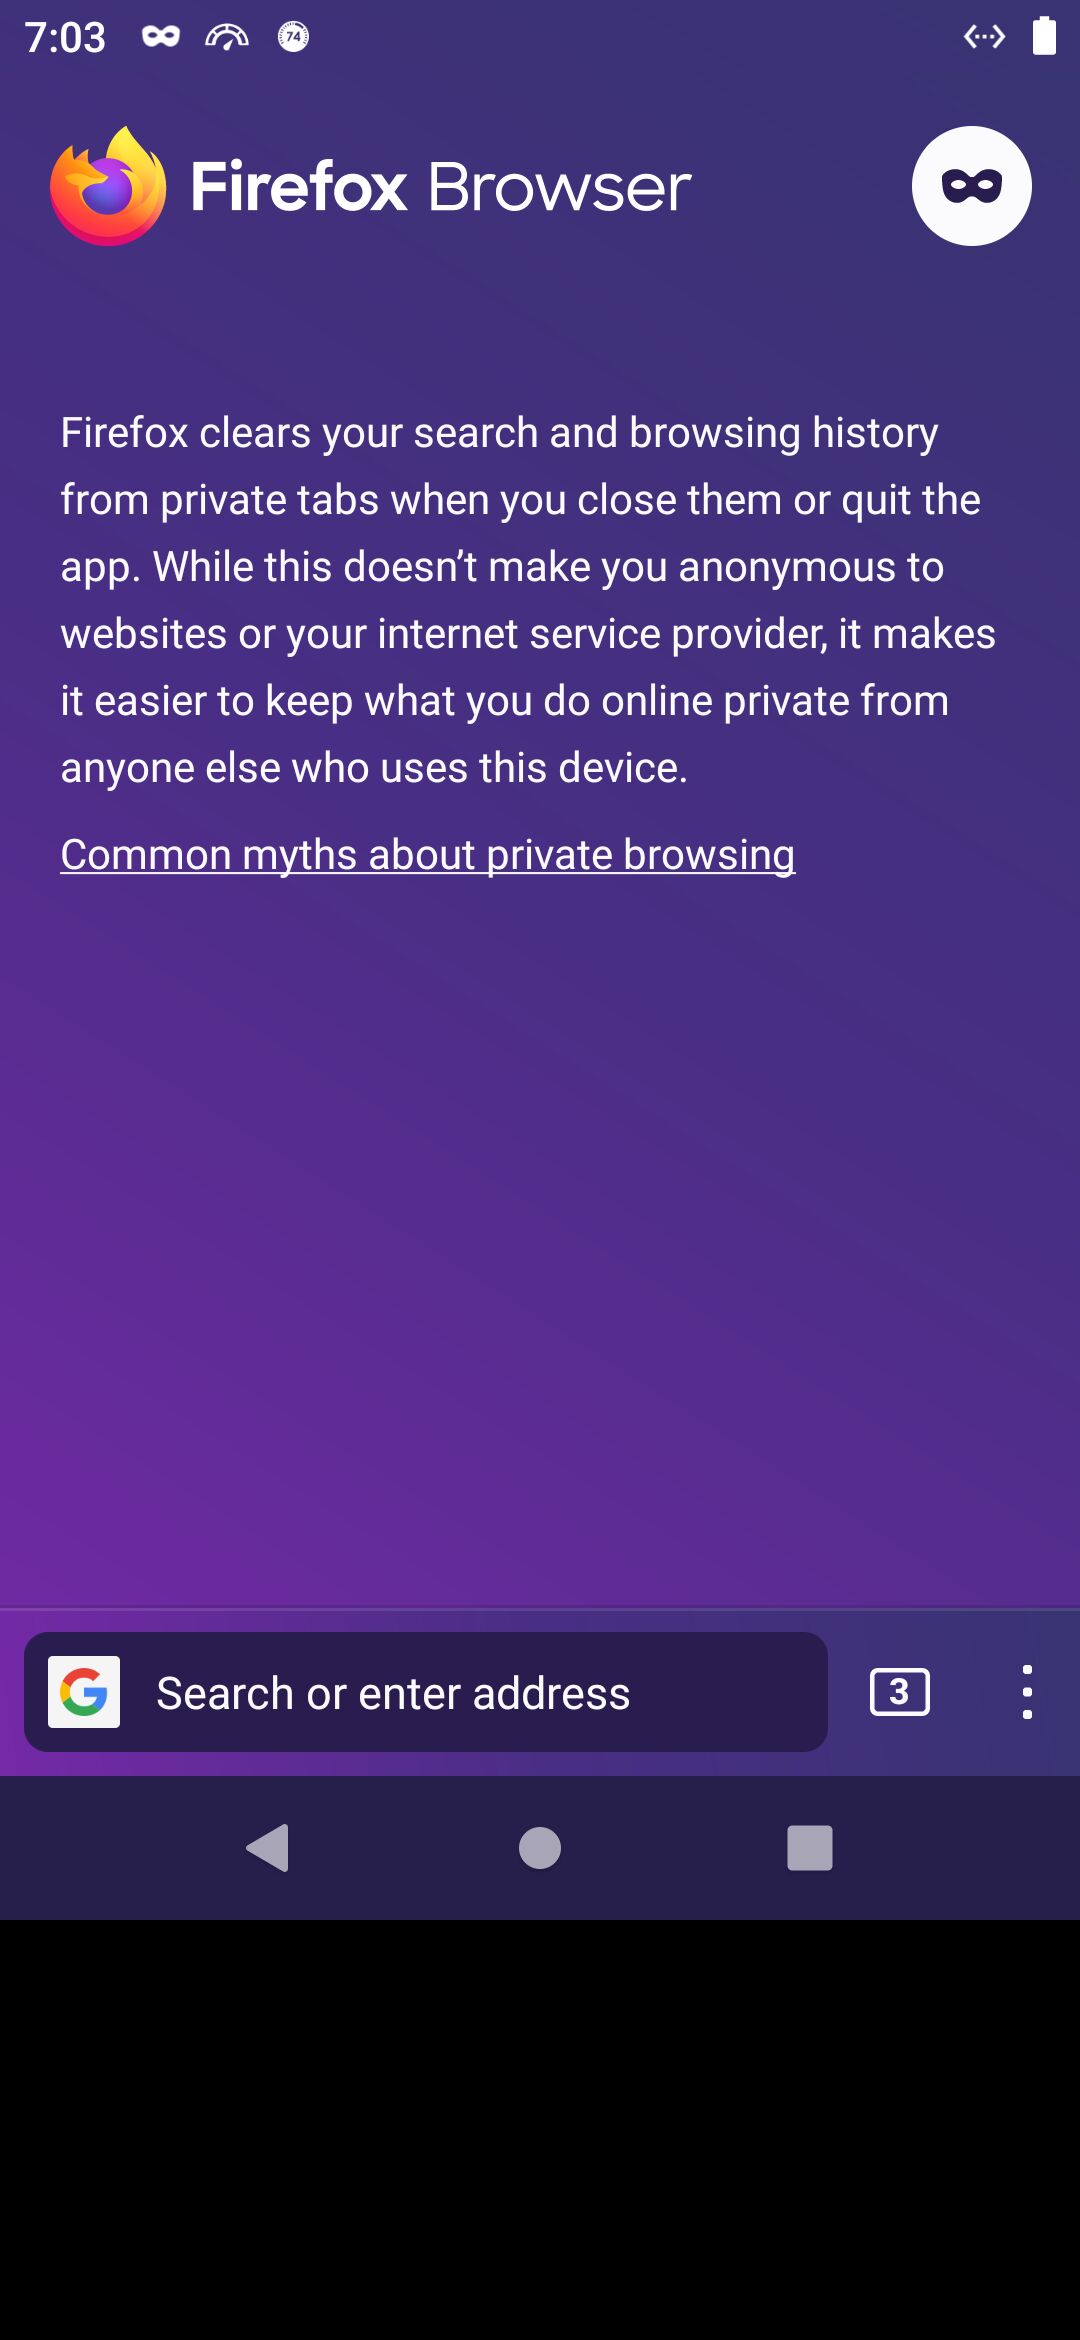 7:03
74
Firefox Browser
Firefox clears your search and browsing history
from private tabs when you close them or quit the
app. While this doesn’t make you anonymous to
websites or your internet service provider, it makes
it easier to keep what you do online private from
anyone else who uses this device.
Common myths about private browsing
G
Search or enter address
3